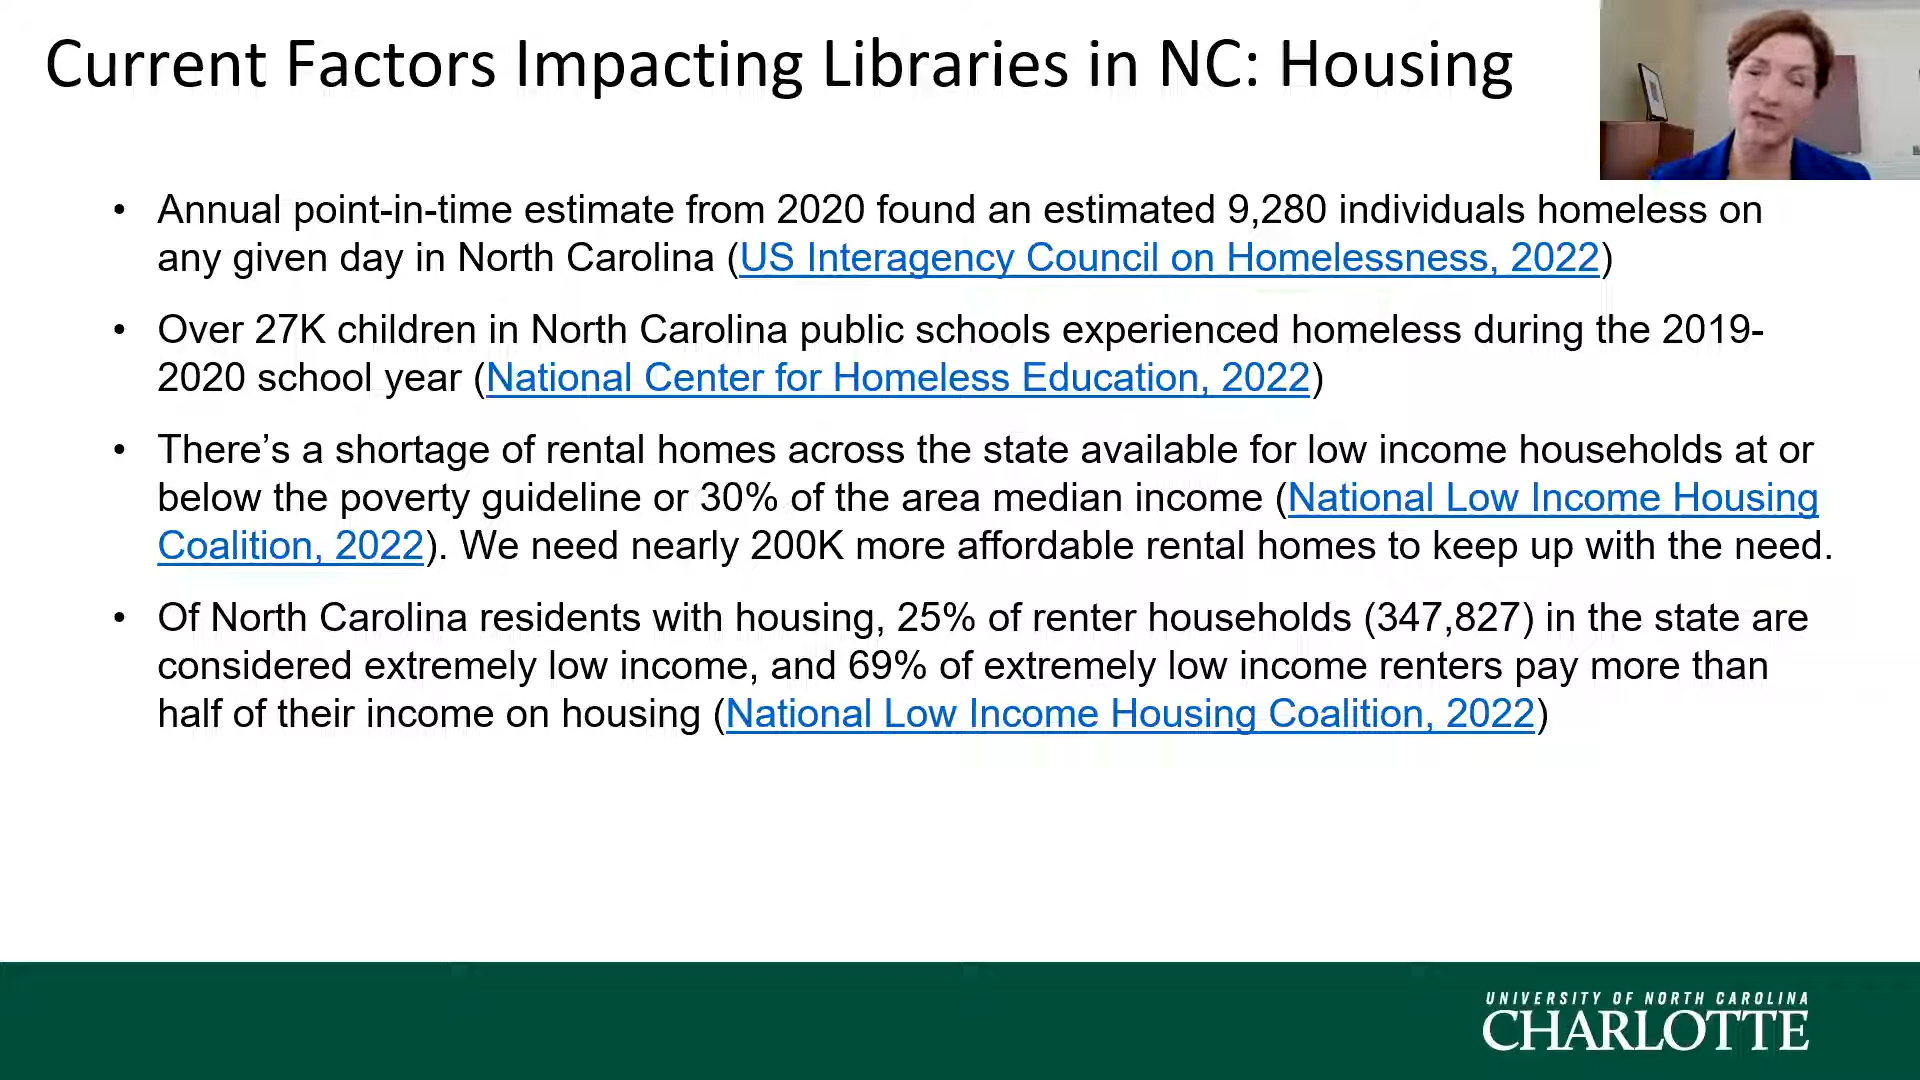 Current Factors Impacting Libraries in NC: Housing
• Annual point-in-time estimate from 2020 found an estimated 9,280 individuals homeless on
any given day in North Carolina (US Interagency Council on Homelessness, 2022)
• Over 27K children in North Carolina public schools experienced homeless during the 2019-
2020 school year (National Center for Homeless Education, 2022)
• There’s a shortage of rental homes across the state available for low income households at or
below the poverty guideline or 30% of the area median income (National Low Income Housing
Coalition, 2022). We need nearly 200K more affordable rental homes to keep up with the need.
• Of North Carolina residents with housing, 25% of renter households (347,827) in the state are
considered extremely low income, and 69% of extremely low income renters pay more than
half of their income on housing (National Low Income Housing Coalition, 2022)
UNIVERSITY OF NORTH CAROLINA
CHARLOTTE